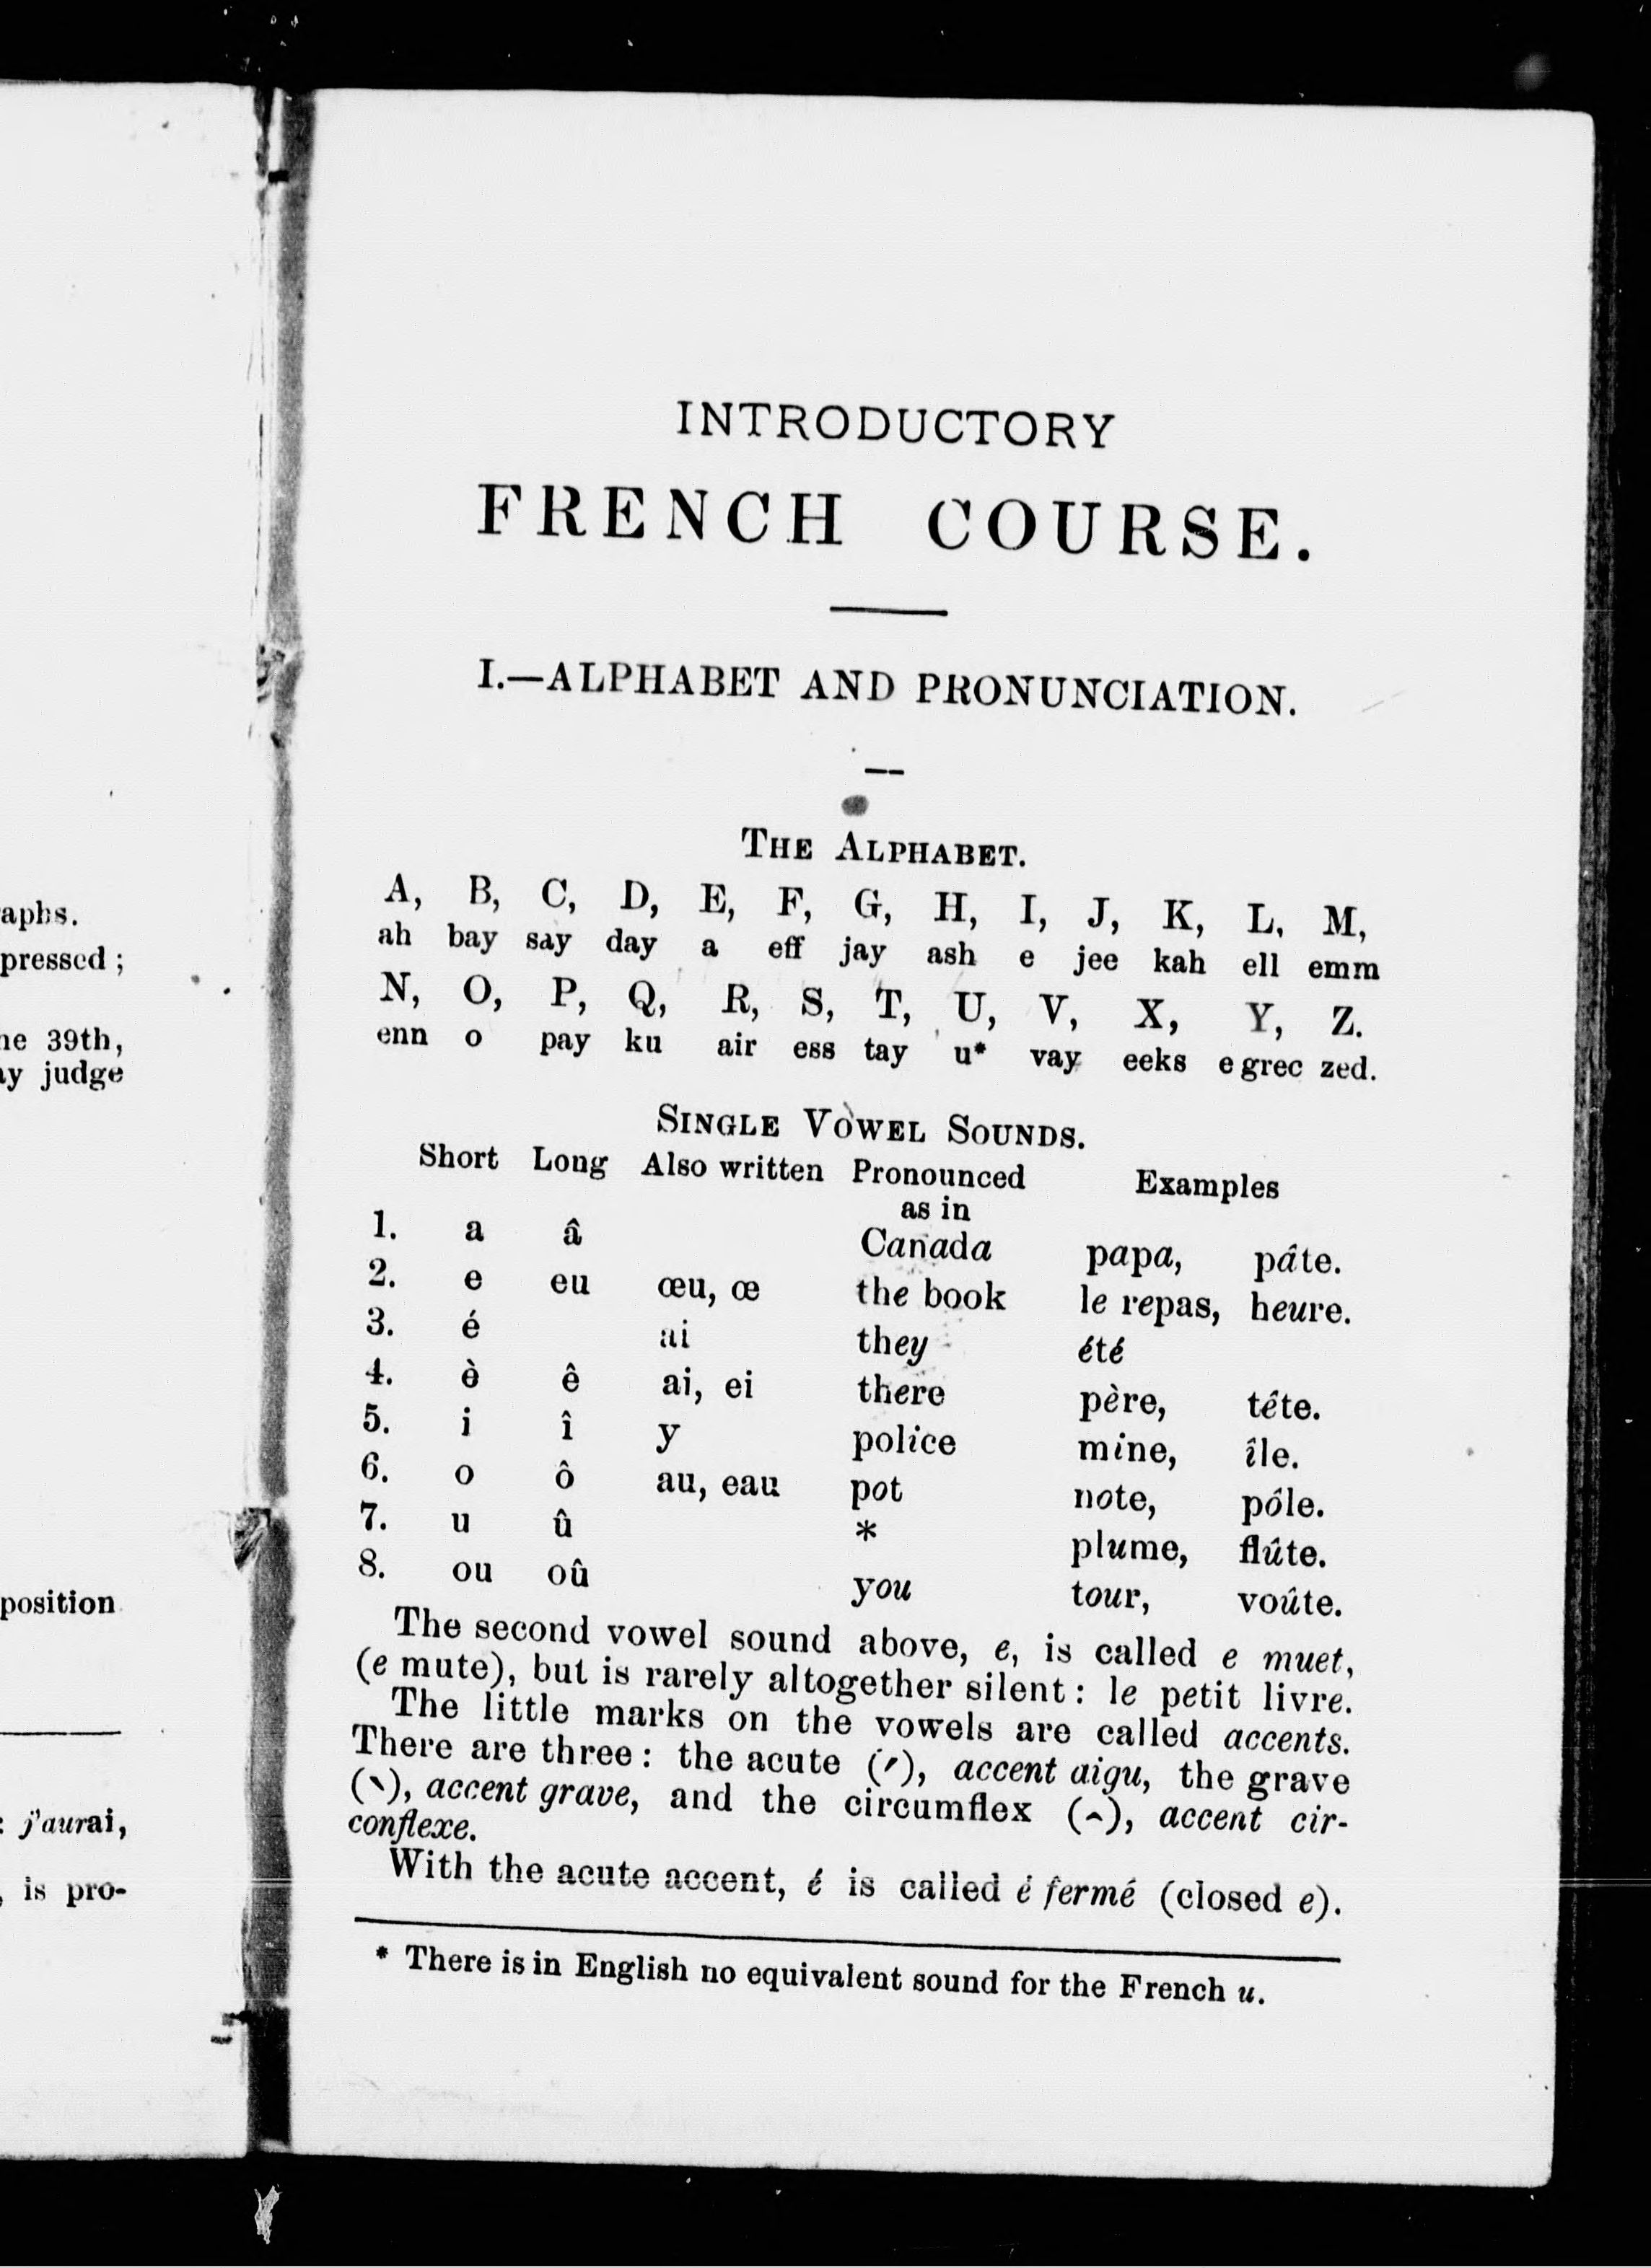 aphs.
pressed ;
39th,
judge
position
: j'aurai,
is pro-
INTRODUCTORY
FRENCH COURSE.
I.—ALPHABET AND PRONUNCIATION.
THE ALPHABET.
A, B, C, D, E, F, G, H, I, J, K, L, M,
ah bay say day a eff jay ash e jee kah ell emm
N, O, P, Q, R, S, T, U, V, X, Y, Z.
enn o pay ku air ess tay u* vay eeks e grec zed.
SINGLE VOWEL SOUNDS.
Short Long Also written Pronounced as in Examples
1. a â Canada papa, pâte.
2. e eu œu, œ the book le repas, heure.
3. é ai they été
4. è ê ai, ei there père, tête.
5. i î y police mine, île.
6. o ô au, eau pot note, pôle.
7. u û * plume, flûte.
8. ou oû you tour, voûte.
The second vowel sound above, e, is called e muet,
(e mute), but is rarely altogether silent : le petit livre.
The little marks on the vowels are called accents.
There are three : the acute (´), accent aigu, the grave
(`), accent grave, and the circumflex (^), accent cir-
conflexe.
With the acute accent, é is called é fermé (closed e).
* There is in English no equivalent sound for the French u.